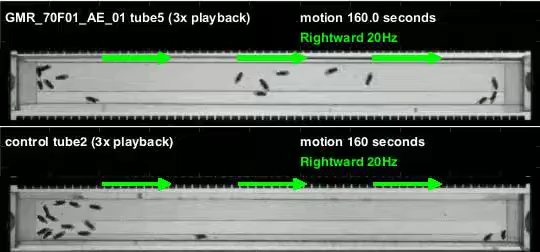 GMR_70F01_AE_01 tube5 (3x playback)
motion 160.0 seconds
Rightward 20Hz
control tube2 (3x playback)
motion 160 seconds
Rightward 20Hz